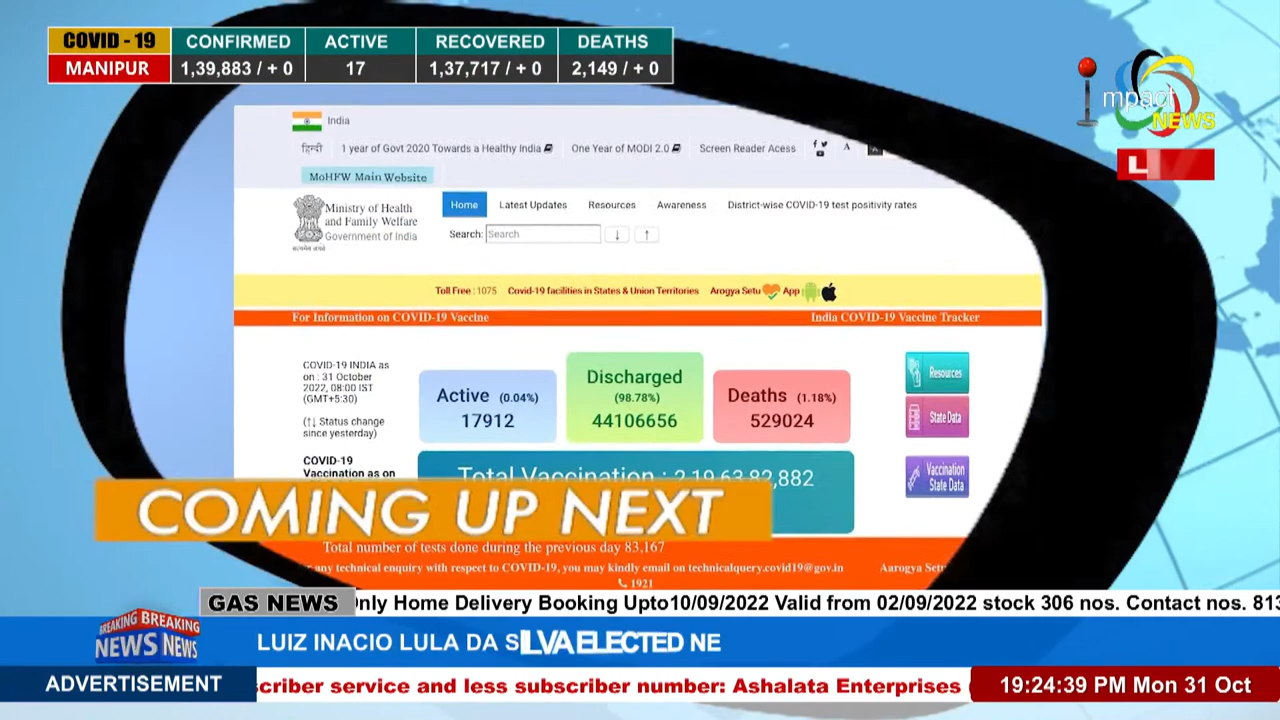 COVID - 19 CONFIRMED ACTIVE RECOVERED DEATHS
MANIPUR 1,39,883 / + 0 17 1,37,717 / + 0 2,149 / + 0
mpact
NEWS
India
हिन्दी 1 year of Govt 2020 Towards a Healthy India One Year of MODI 2.0 Screen Reader Acess A A
MoHFW Main Website
Ministry of Health
and Family Welfare
Government of India
सत्यमेव जयते
Home Latest Updates Resources Awareness District-wise COVID-19 test positivity rates
Search: Search ↓ ↑
Toll Free : 1075 Covid-19 facilities in States & Union Territories Arogya Setu App
For Information on COVID-19 Vaccine India COVID-19 Vaccine Tracker
COVID-19 INDIA as
on : 31 October
2022, 08:00 IST
(GMT+5:30)
(↑↓ Status change
since yesterday)
Active (0.04%)
17912
Discharged
(98.78%)
44106656
Deaths (1.18%)
529024
Resources
State Data
Vaccination
State Data
COVID-19
Vaccination as on
Total Vaccination : 2,19,63,82,882
COMING UP NEXT
Total number of tests done during the previous day 83,167
any technical enquiry with respect to COVID-19, you may kindly email on technicalquery.covid19@gov.in Aarogya Setu
1921
GAS NEWS Only Home Delivery Booking Upto10/09/2022 Valid from 02/09/2022 stock 306 nos. Contact nos. 813
BREAKING BREAKING
NEWS NEWS
LUIZ INACIO LULA DA SILVA ELECTED NE
ADVERTISEMENT scriber service and less subscriber number: Ashalata Enterprises
19:24:39 PM Mon 31 Oct